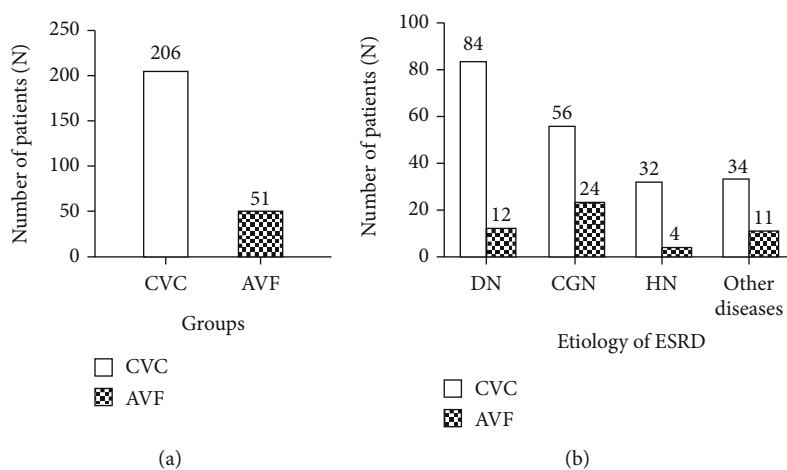 Number of patients (N)
250
200
150
100
50
0
206
51
CVC
AVF
Groups
CVC
AVF
(a)
Number of patients (N)
100
80
60
40
20
0
84
12
56
24
32
4
34
11
DN
CGN
HN
Other
diseases
Etiology of ESRD
CVC
AVF
(b)